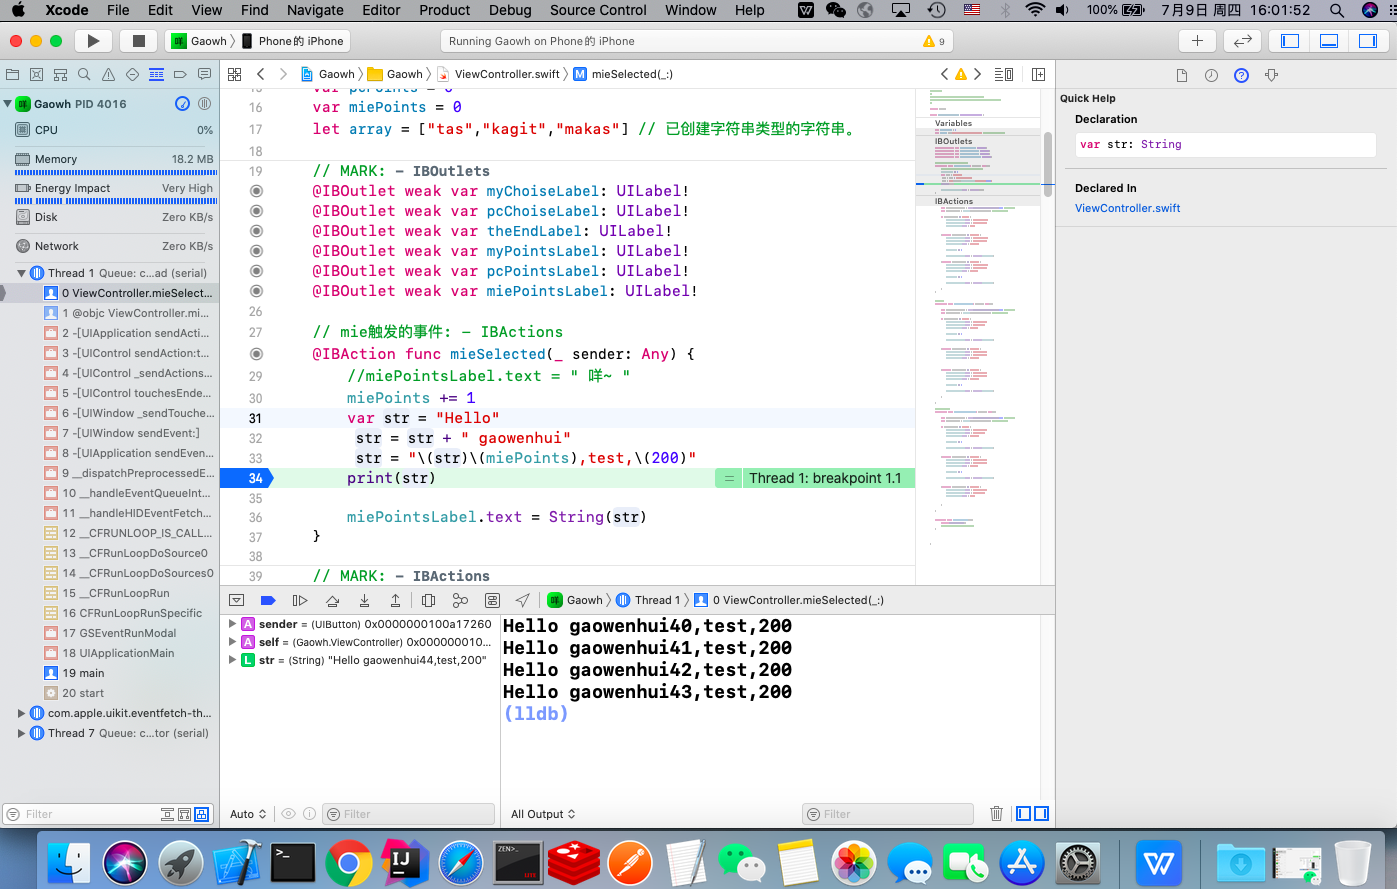 Xcode File Edit View Find Navigate Editor Product Debug Source Control Window Help 100% 7月9日 周四 16:01:52
Gaowh Phone的 iPhone
Running Gaowh on Phone的 iPhone
9
Gaowh PID 4016
CPU 0%
Memory 18.2 MB
Energy Impact Very High
Disk Zero KB/s
Network Zero KB/s
Thread 1 Queue: c...ad (serial)
0 ViewController.mieSelect...
1 @objc ViewController.mi...
2 -[UIApplication sendActi...
3 -[UIControl sendAction:t...
4 -[UIControl _sendActions...
5 -[UIControl touchesEnde...
6 -[UIWindow _sendTouche...
7 -[UIWindow sendEvent:]
8 -[UIApplication sendEven...
9 __dispatchPreprocessedE...
10 __handleEventQueueInt...
11 __handleHIDEventFetch...
12 __CFRUNLOOP_IS_CALL...
13 __CFRunLoopDoSource0
14 __CFRunLoopDoSources0
15 __CFRunLoopRun
16 CFRunLoopRunSpecific
17 GSEventRunModal
18 UIApplicationMain
19 main
20 start
com.apple.uikit.eventfetch-th...
Thread 7 Queue: c...tor (serial)
Filter
Gaowh Gaowh ViewController.swift M mieSelected(_:)
15 var pcPoints = 0
16 var miePoints = 0
17 let array = ["tas","kagit","makas"] // 已创建字符串类型的字符串。
18
19 // MARK: - IBOutlets
@IBOutlet weak var myChoiseLabel: UILabel!
@IBOutlet weak var pcChoiseLabel: UILabel!
@IBOutlet weak var theEndLabel: UILabel!
@IBOutlet weak var myPointsLabel: UILabel!
@IBOutlet weak var pcPointsLabel: UILabel!
@IBOutlet weak var miePointsLabel: UILabel!
26
27 // mie触发的事件: - IBActions
@IBAction func mieSelected(_ sender: Any) {
29 //miePointsLabel.text = " 咩~ "
30 miePoints += 1
31 var str = "Hello"
32 str = str + " gaowenhui"
33 str = "\(str)\(miePoints),test,\(200)"
34 print(str) = Thread 1: breakpoint 1.1
35
36 miePointsLabel.text = String(str)
37 }
38
39 // MARK: - IBActions
Variables
IBOutlets
IBActions
Gaowh Thread 1 0 ViewController.mieSelected(_:)
A sender = (UIButton) 0x0000000100a17260
A self = (Gaowh.ViewController) 0x000000010...
L str = (String) "Hello gaowenhui44,test,200"
Auto Filter
Hello gaowenhui40,test,200
Hello gaowenhui41,test,200
Hello gaowenhui42,test,200
Hello gaowenhui43,test,200
(lldb)
All Output Filter
Quick Help
Declaration
var str: String
Declared In
ViewController.swift
>_
IJ
ZEN>_
W